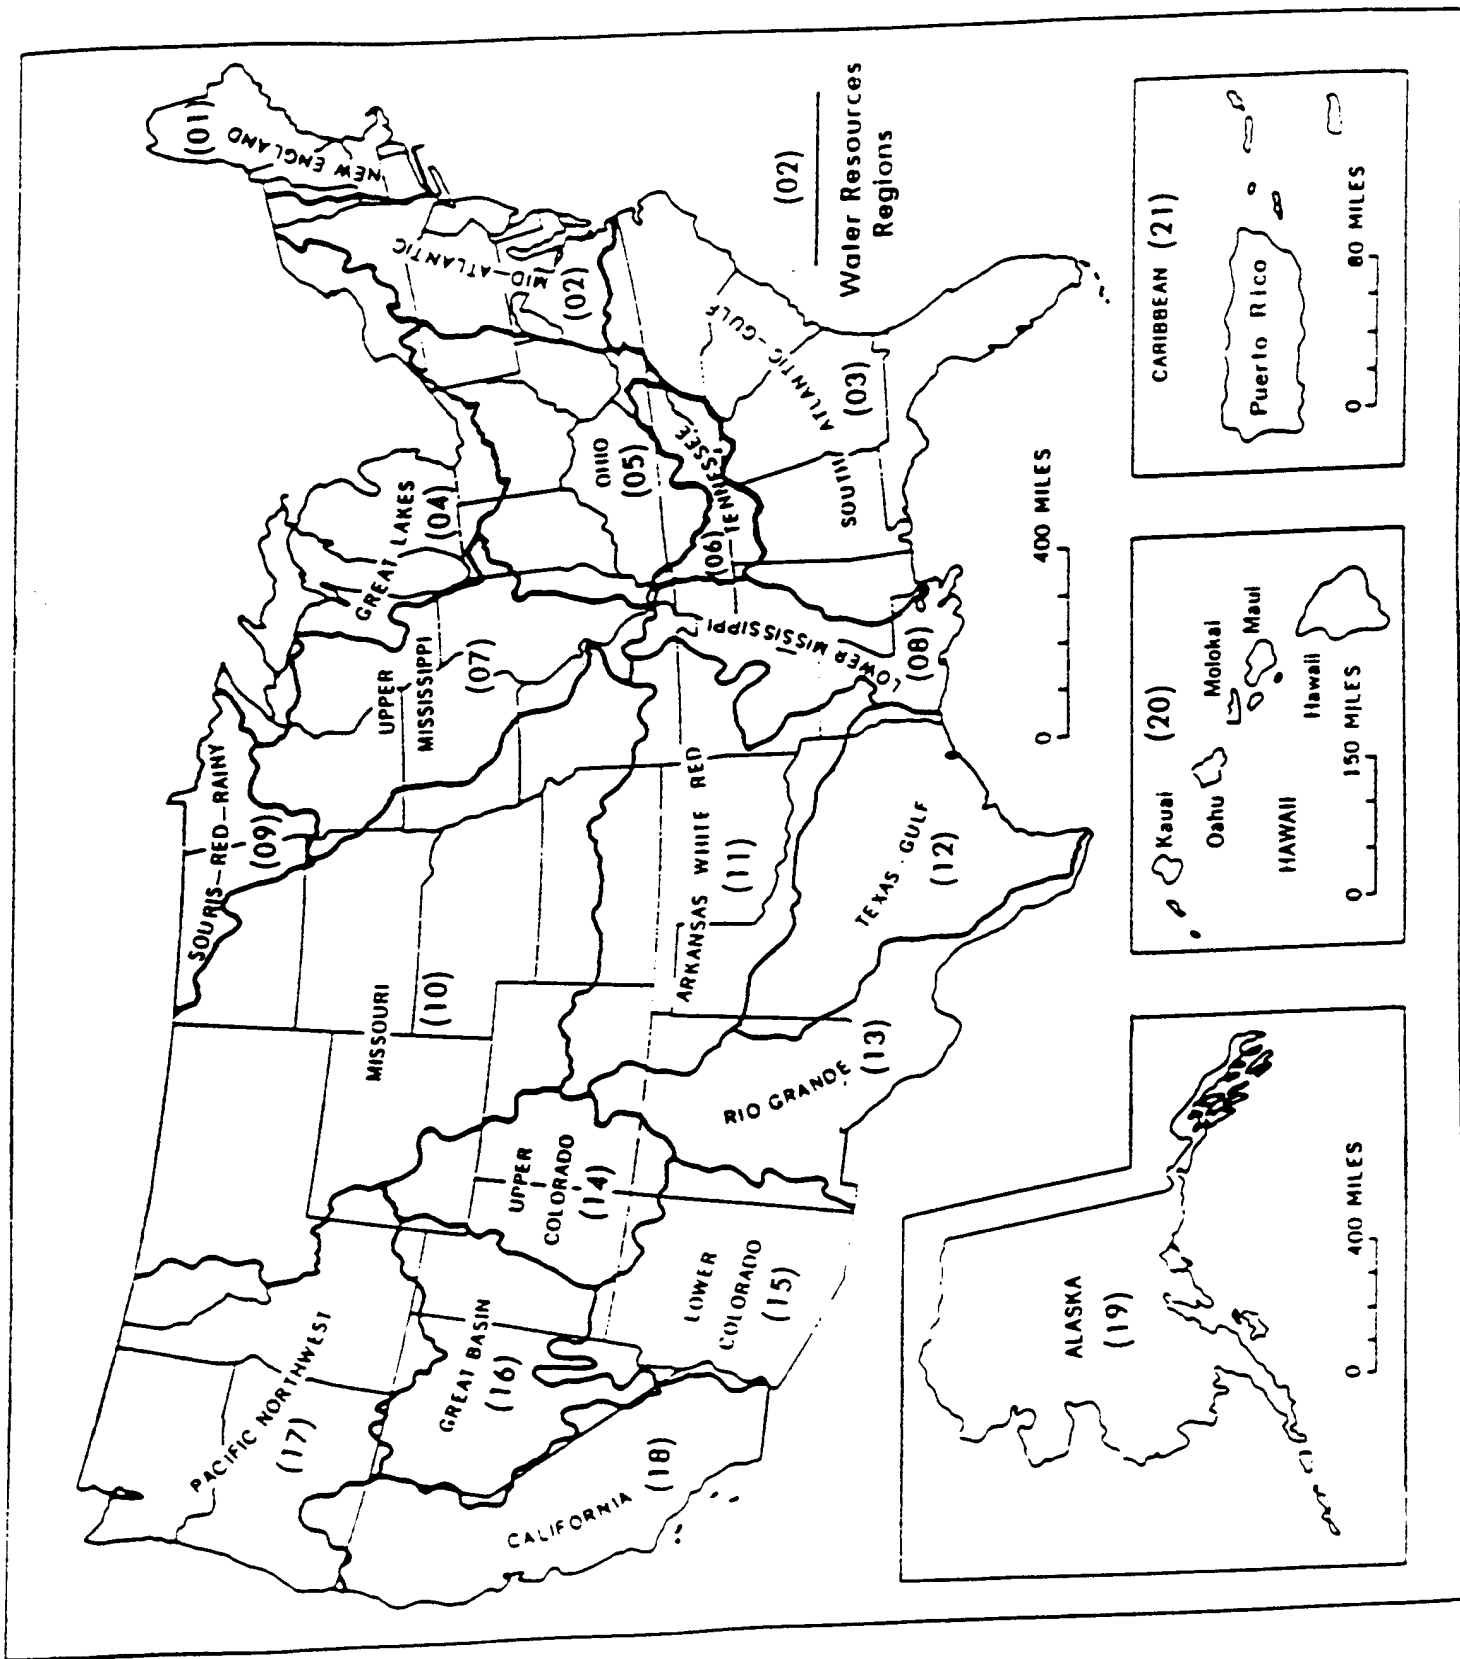 NEW ENGLAND
(01)
MID-ATLANTIC
(02)
SOUTH ATLANTIC-GULF
(03)
GREAT LAKES
(04)
OHIO
(05)
TENNESSEE
(06)
UPPER
MISSISSIPPI
(07)
LOWER MISSISSIPPI
(08)
SOURIS-RED-RAINY
(09)
MISSOURI
(10)
ARKANSAS WHITE RED
(11)
TEXAS-GULF
(12)
RIO GRANDE
(13)
UPPER
COLORADO
(14)
LOWER
COLORADO
(15)
GREAT BASIN
(16)
PACIFIC NORTHWEST
(17)
CALIFORNIA
(18)
(02)
Water Resources
Regions
0 400 MILES
ALASKA
(19)
0 400 MILES
(20)
Kauai
Oahu
Molokai
Maui
Hawaii
HAWAII
0 150 MILES
CARIBBEAN (21)
Puerto Rico
0 80 MILES